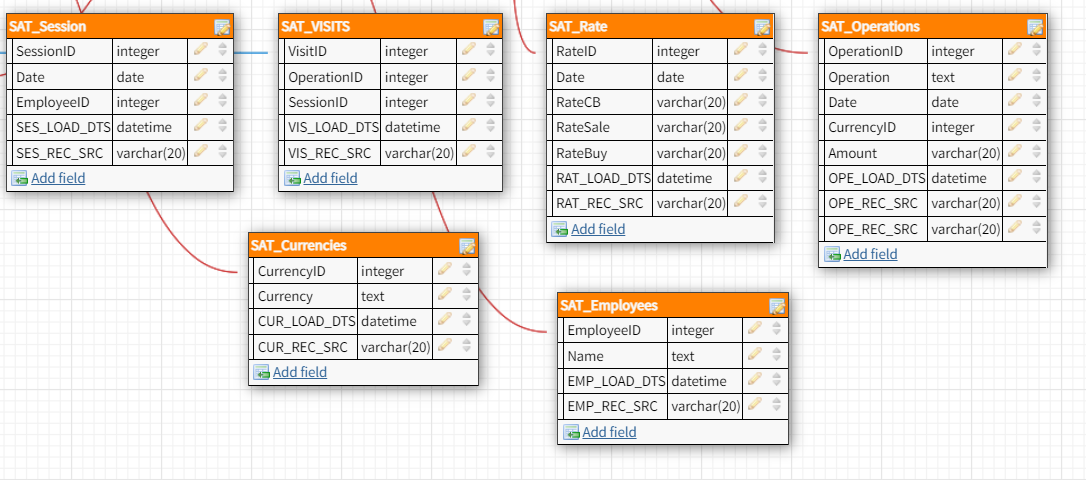 SAT_Session
SessionID integer
Date date
EmployeeID integer
SES_LOAD_DTS datetime
SES_REC_SRC varchar(20)
Add field
SAT_VISITS
VisitID integer
OperationID integer
SessionID integer
VIS_LOAD_DTS datetime
VIS_REC_SRC varchar(20)
Add field
SAT_Rate
RateID integer
Date date
RateCB varchar(20)
RateSale varchar(20)
RateBuy varchar(20)
RAT_LOAD_DTS datetime
RAT_REC_SRC varchar(20)
Add field
SAT_Operations
OperationID integer
Operation text
Date date
CurrencyID integer
Amount varchar(20)
OPE_LOAD_DTS datetime
OPE_REC_SRC varchar(20)
OPE_REC_SRC varchar(20)
Add field
SAT_Currencies
CurrencyID integer
Currency text
CUR_LOAD_DTS datetime
CUR_REC_SRC varchar(20)
Add field
SAT_Employees
EmployeeID integer
Name text
EMP_LOAD_DTS datetime
EMP_REC_SRC varchar(20)
Add field